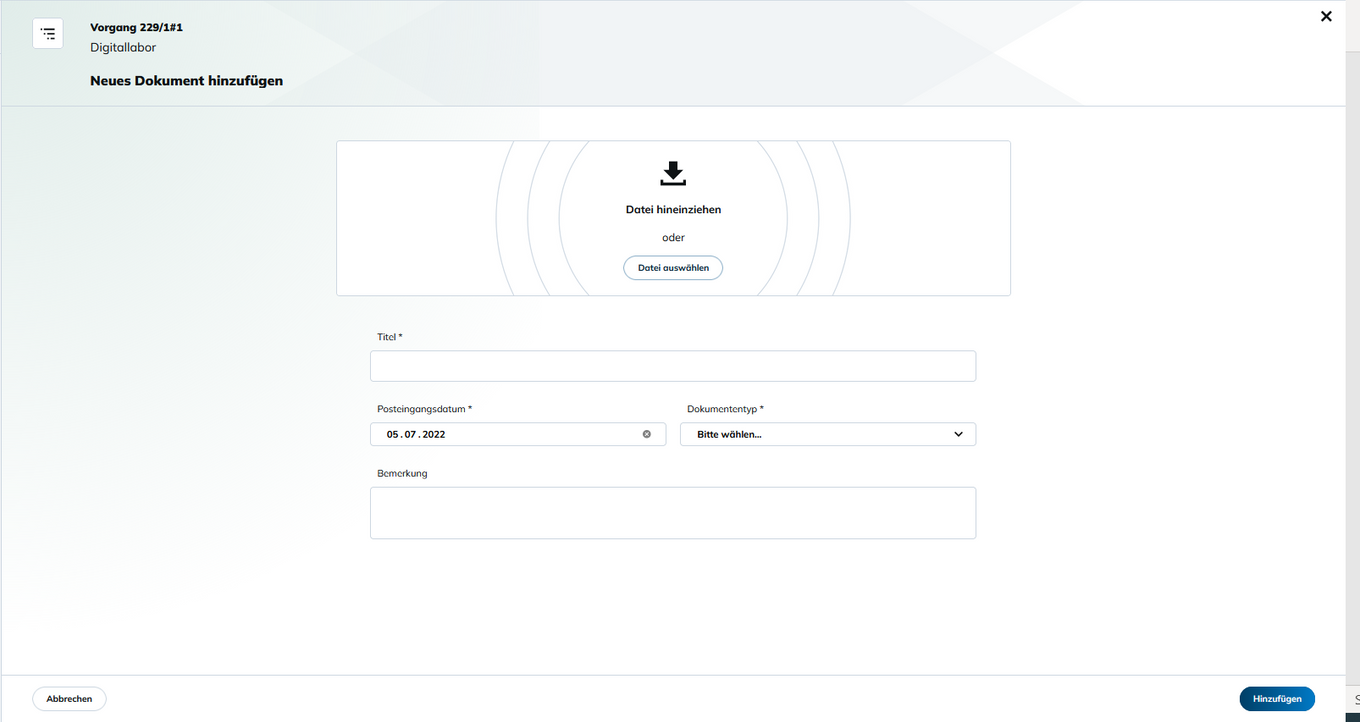 Vorgang 229/1#1
Digitallabor
Neues Dokument hinzufügen
Datei hineinziehen
oder
Datei auswählen
Titel *
Posteingangsdatum *
Dokumententyp *
05.07.2022
Bitte wählen...
Bemerkung
Abbrechen
Hinzufügen